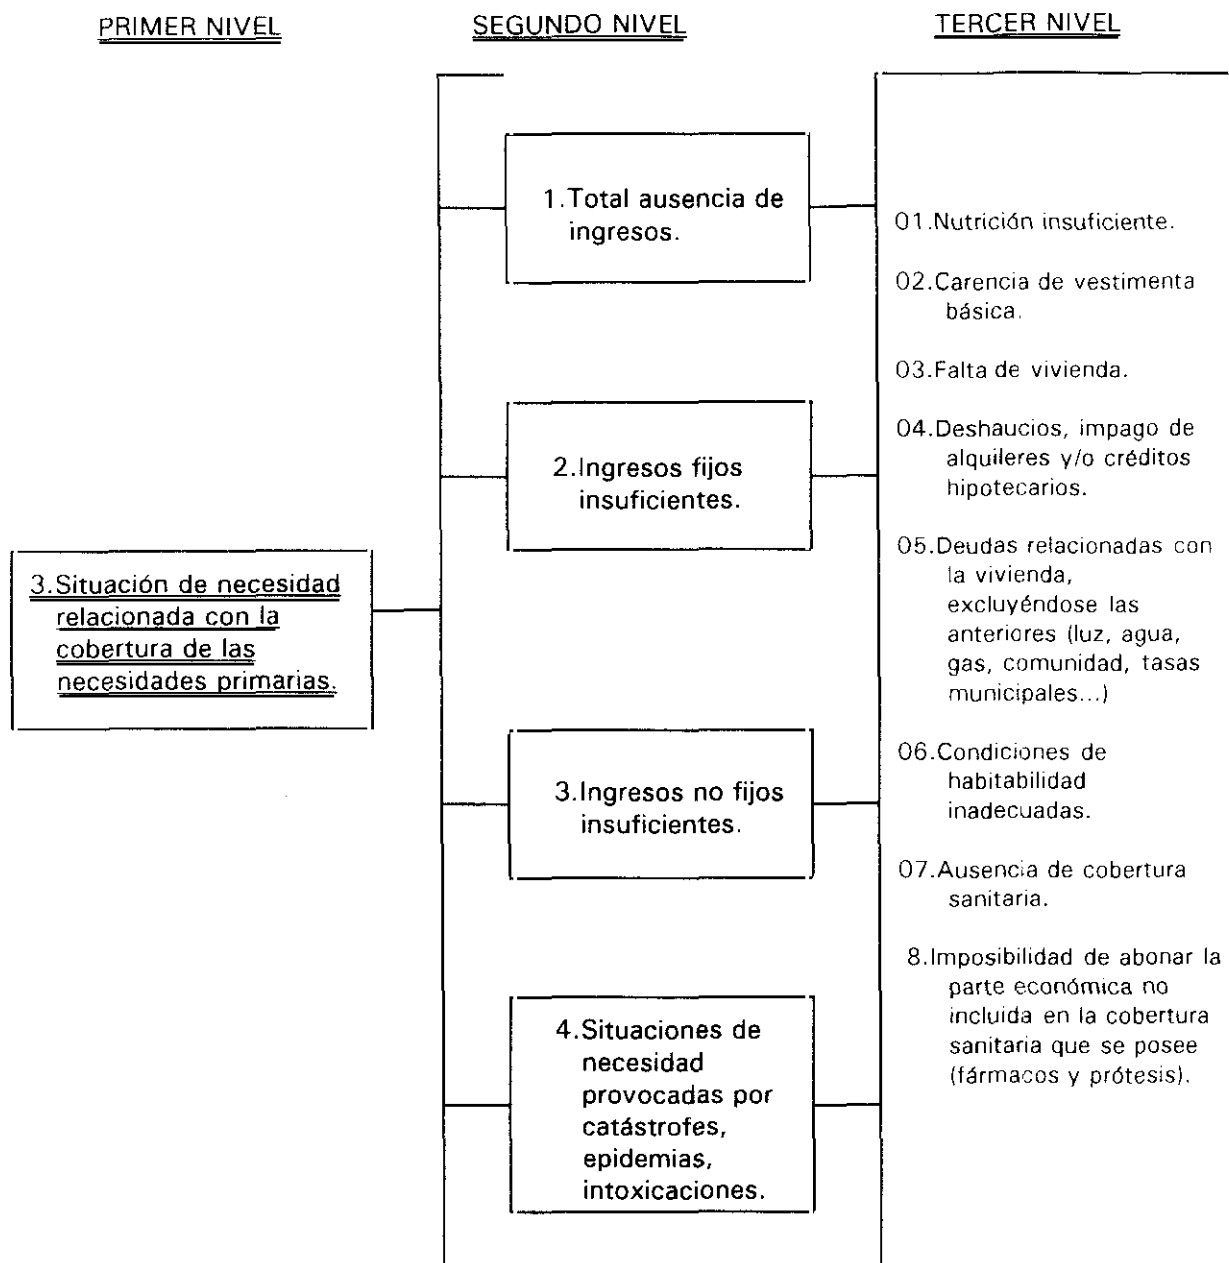 PRIMER NIVEL
SEGUNDO NIVEL
TERCER NIVEL
3.Situación de necesidad
relacionada con la
cobertura de las
necesidades primarias.
1.Total ausencia de
ingresos.
2.Ingresos fijos
insuficientes.
3.Ingresos no fijos
insuficientes.
4.Situaciones de
necesidad
provocadas por
catástrofes,
epidemias,
intoxicaciones.
01.Nutrición insuficiente.
02.Carencia de vestimenta
básica.
03.Falta de vivienda.
04.Deshaucios, impago de
alquileres y/o créditos
hipotecarios.
05.Deudas relacionadas con
la vivienda,
excluyéndose las
anteriores (luz, agua,
gas, comunidad, tasas
municipales...)
06.Condiciones de
habitabilidad
inadecuadas.
07.Ausencia de cobertura
sanitaria.
8.Imposibilidad de abonar la
parte económica no
incluida en la cobertura
sanitaria que se posee
(fármacos y prótesis).